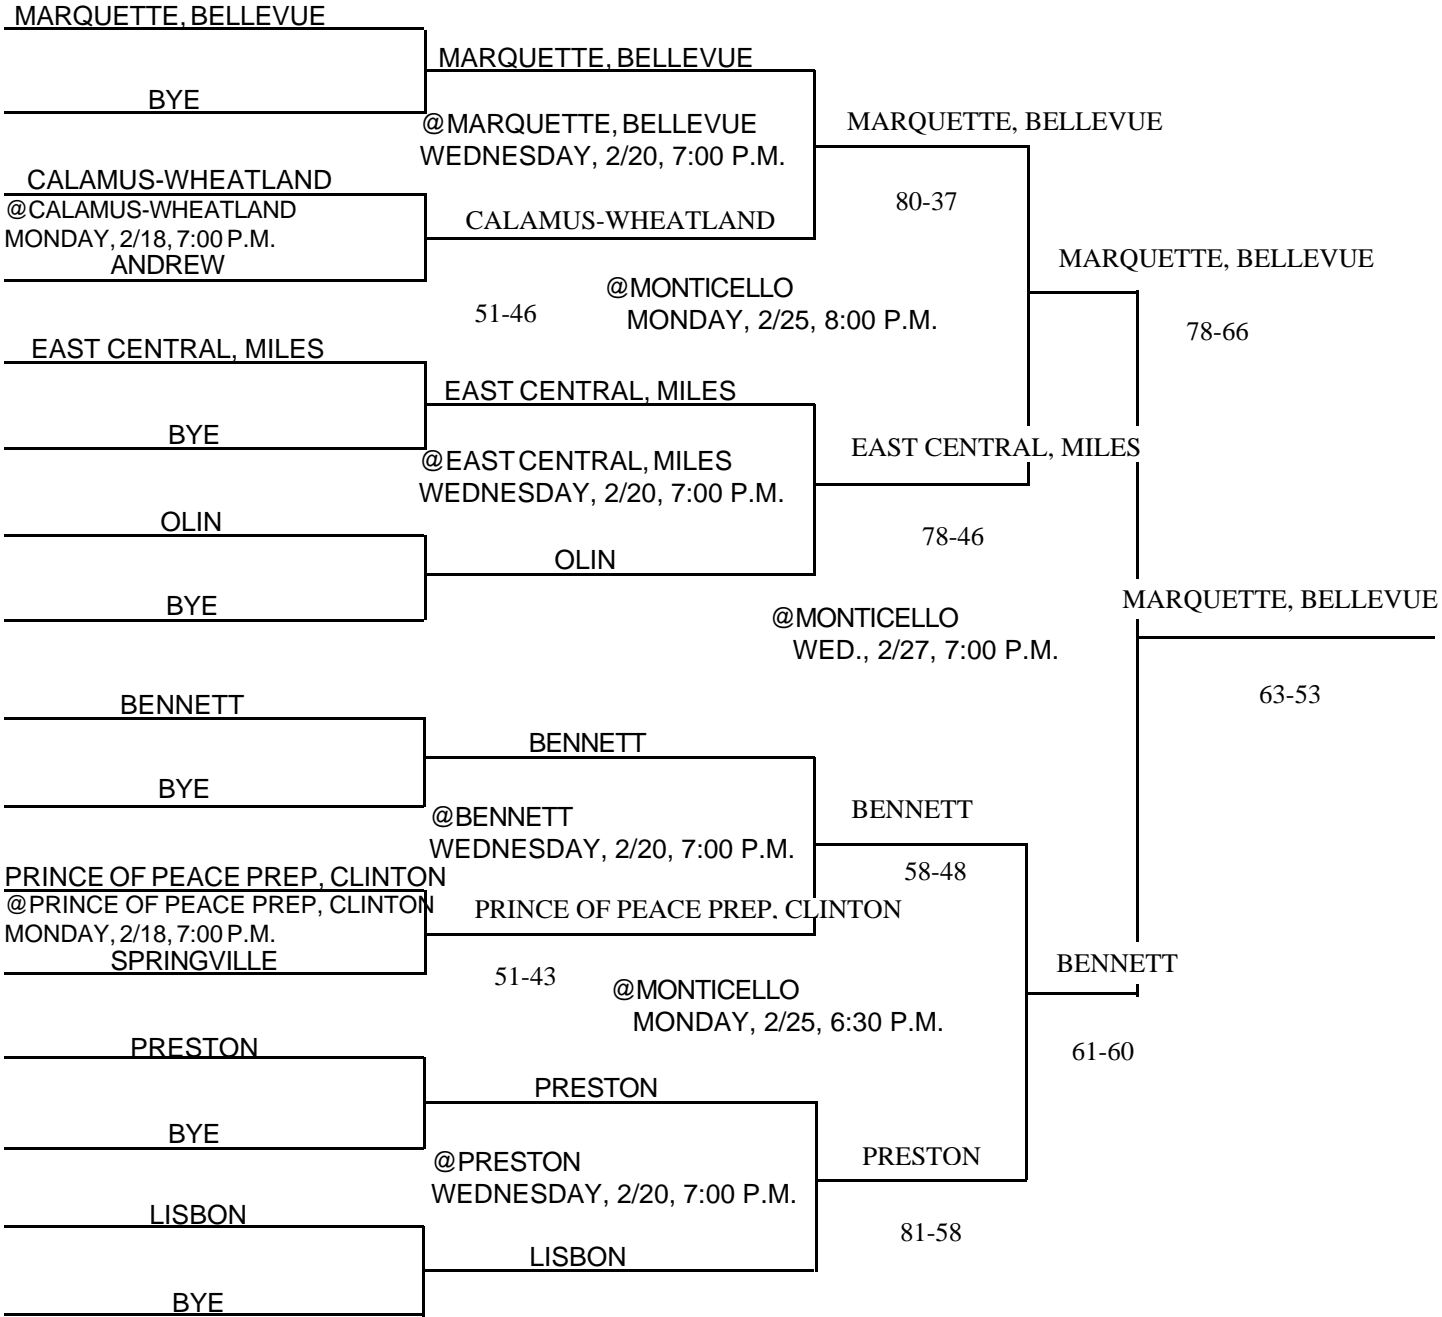 MARQUETTE, BELLEVUE
MARQUETTE, BELLEVUE
BYE
@MARQUETTE, BELLEVUE
WEDNESDAY, 2/20, 7:00 P.M.
MARQUETTE, BELLEVUE
CALAMUS-WHEATLAND
@CALAMUS-WHEATLAND
MONDAY, 2/18, 7:00 P.M.
ANDREW
CALAMUS-WHEATLAND
80-37
51-46
@MONTICELLO
MONDAY, 2/25, 8:00 P.M.
MARQUETTE, BELLEVUE
78-66
EAST CENTRAL, MILES
EAST CENTRAL, MILES
BYE
@EAST CENTRAL, MILES
WEDNESDAY, 2/20, 7:00 P.M.
EAST CENTRAL, MILES
OLIN
OLIN
78-46
BYE
@MONTICELLO
WED., 2/27, 7:00 P.M.
MARQUETTE, BELLEVUE
63-53
BENNETT
BENNETT
BYE
@BENNETT
WEDNESDAY, 2/20, 7:00 P.M.
BENNETT
58-48
PRINCE OF PEACE PREP, CLINTON
@PRINCE OF PEACE PREP, CLINTON
MONDAY, 2/18, 7:00 P.M.
SPRINGVILLE
PRINCE OF PEACE PREP, CLINTON
51-43
@MONTICELLO
MONDAY, 2/25, 6:30 P.M.
BENNETT
61-60
PRESTON
PRESTON
BYE
@PRESTON
WEDNESDAY, 2/20, 7:00 P.M.
PRESTON
81-58
LISBON
LISBON
BYE